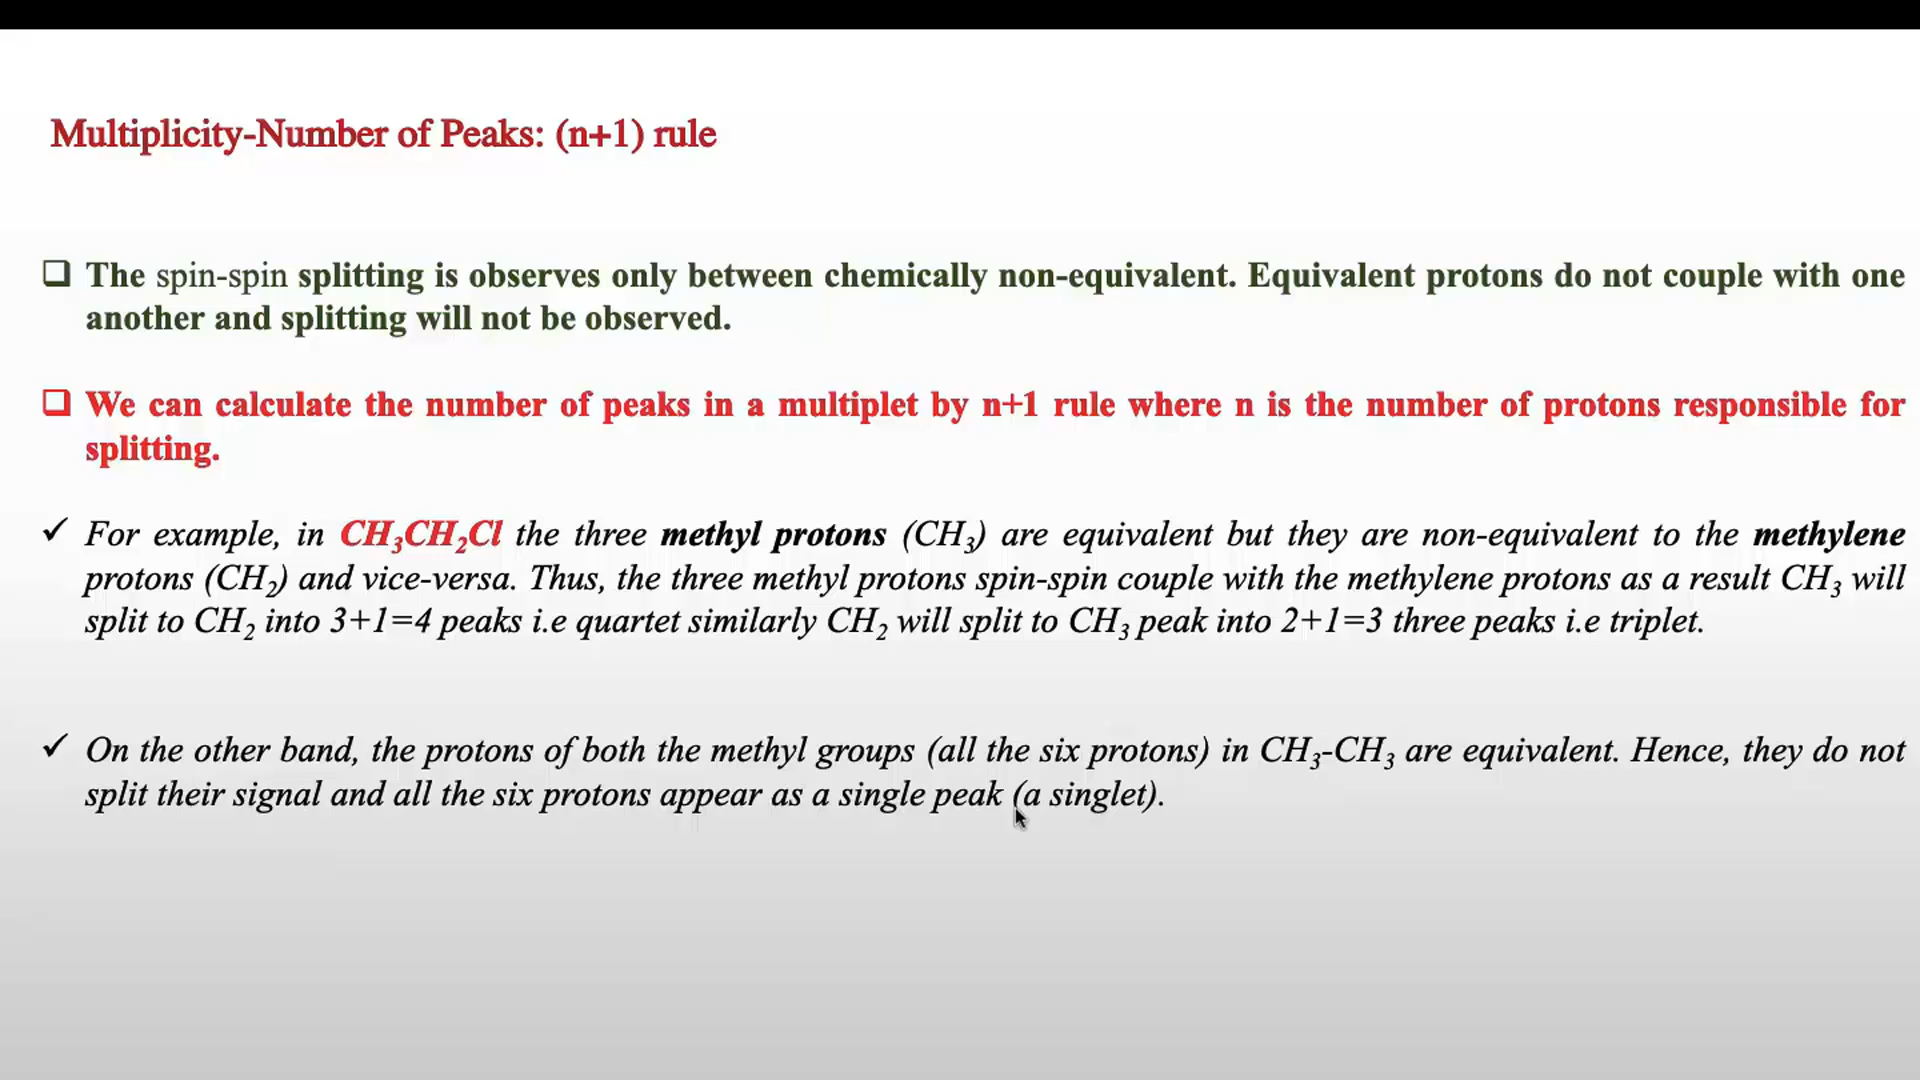 Multiplicity-Number of Peaks: (n+1) rule
❑ The spin-spin splitting is observes only between chemically non-equivalent. Equivalent protons do not couple with one
another and splitting will not be observed.
❑ We can calculate the number of peaks in a multiplet by n+1 rule where n is the number of protons responsible for
splitting.
✓ For example, in CH₃CH₂Cl the three methyl protons (CH₃) are equivalent but they are non-equivalent to the methylene
protons (CH₂) and vice-versa. Thus, the three methyl protons spin-spin couple with the methylene protons as a result CH₃ will
split to CH₂ into 3+1=4 peaks i.e quartet similarly CH₂ will split to CH₃ peak into 2+1=3 three peaks i.e triplet.
✓ On the other band, the protons of both the methyl groups (all the six protons) in CH₃-CH₃ are equivalent. Hence, they do not
split their signal and all the six protons appear as a single peak (a singlet).